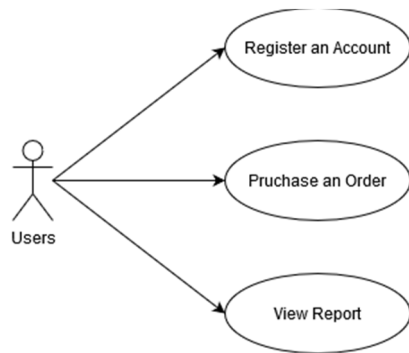 Register an Account
Pruchase an Order
Users
View Report